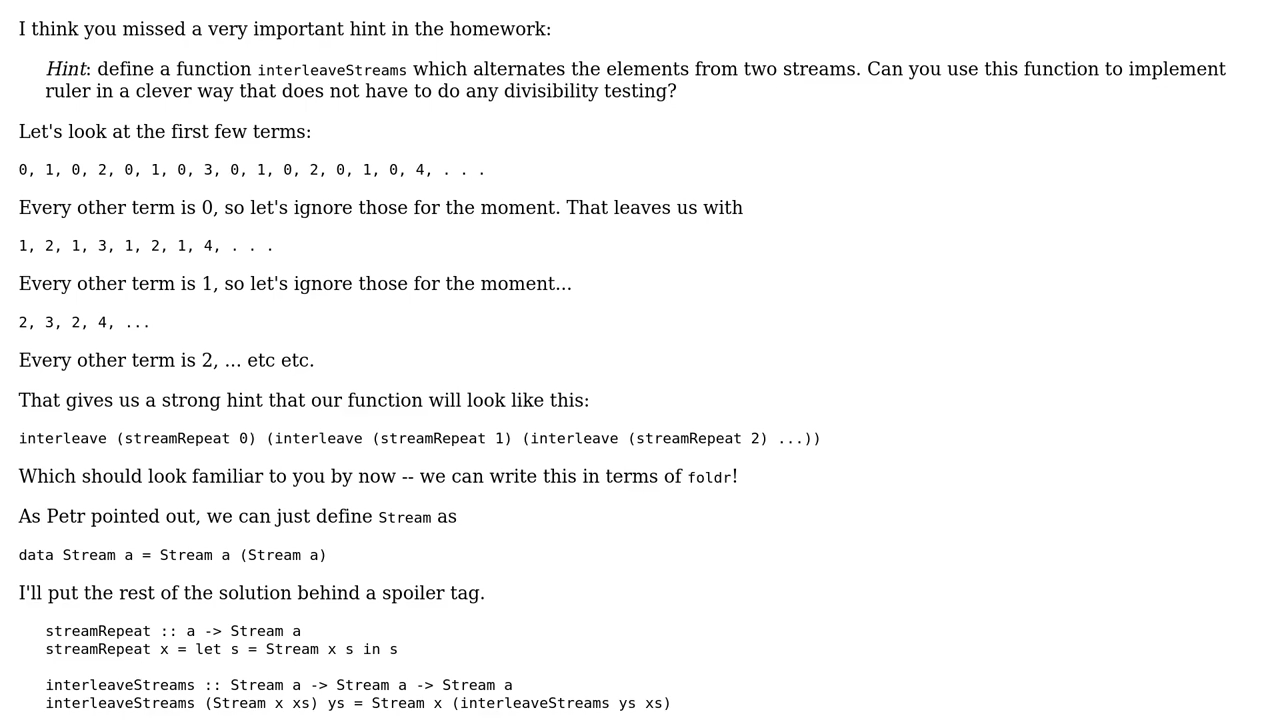 I think you missed a very important hint in the homework:
Hint: define a function interleaveStreams which alternates the elements from two streams. Can you use this function to implement
ruler in a clever way that does not have to do any divisibility testing?
Let's look at the first few terms:
0, 1, 0, 2, 0, 1, 0, 3, 0, 1, 0, 2, 0, 1, 0, 4, . . .
Every other term is 0, so let's ignore those for the moment. That leaves us with
1, 2, 1, 3, 1, 2, 1, 4, . . .
Every other term is 1, so let's ignore those for the moment...
2, 3, 2, 4, ...
Every other term is 2, ... etc etc.
That gives us a strong hint that our function will look like this:
interleave (streamRepeat 0) (interleave (streamRepeat 1) (interleave (streamRepeat 2) ...))
Which should look familiar to you by now -- we can write this in terms of foldr!
As Petr pointed out, we can just define Stream as
data Stream a = Stream a (Stream a)
I'll put the rest of the solution behind a spoiler tag.
streamRepeat :: a -> Stream a
streamRepeat x = let s = Stream x s in s
interleaveStreams :: Stream a -> Stream a -> Stream a
interleaveStreams (Stream x xs) ys = Stream x (interleaveStreams ys xs)